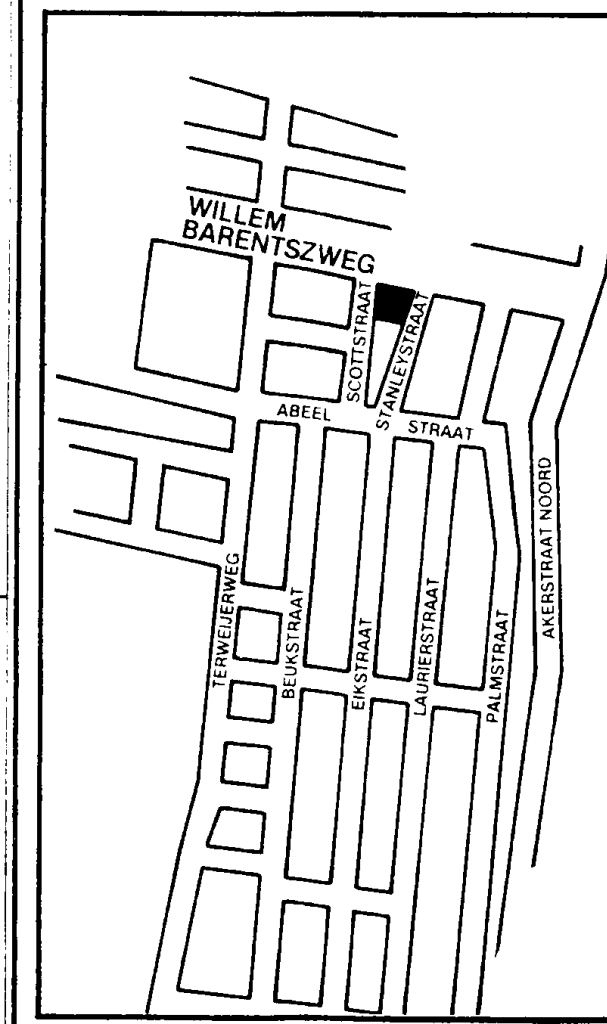 WILLEM
BARENTSZWEG
SCOTTSTRAAT
STANLEYSTRAAT
ABEEL STRAAT
AKERSTRAAT NOORD
TERWEIJERWEG
BEUKSTRAAT
EIKSTRAAT
LAURIERSTRAAT
PALMSTRAAT